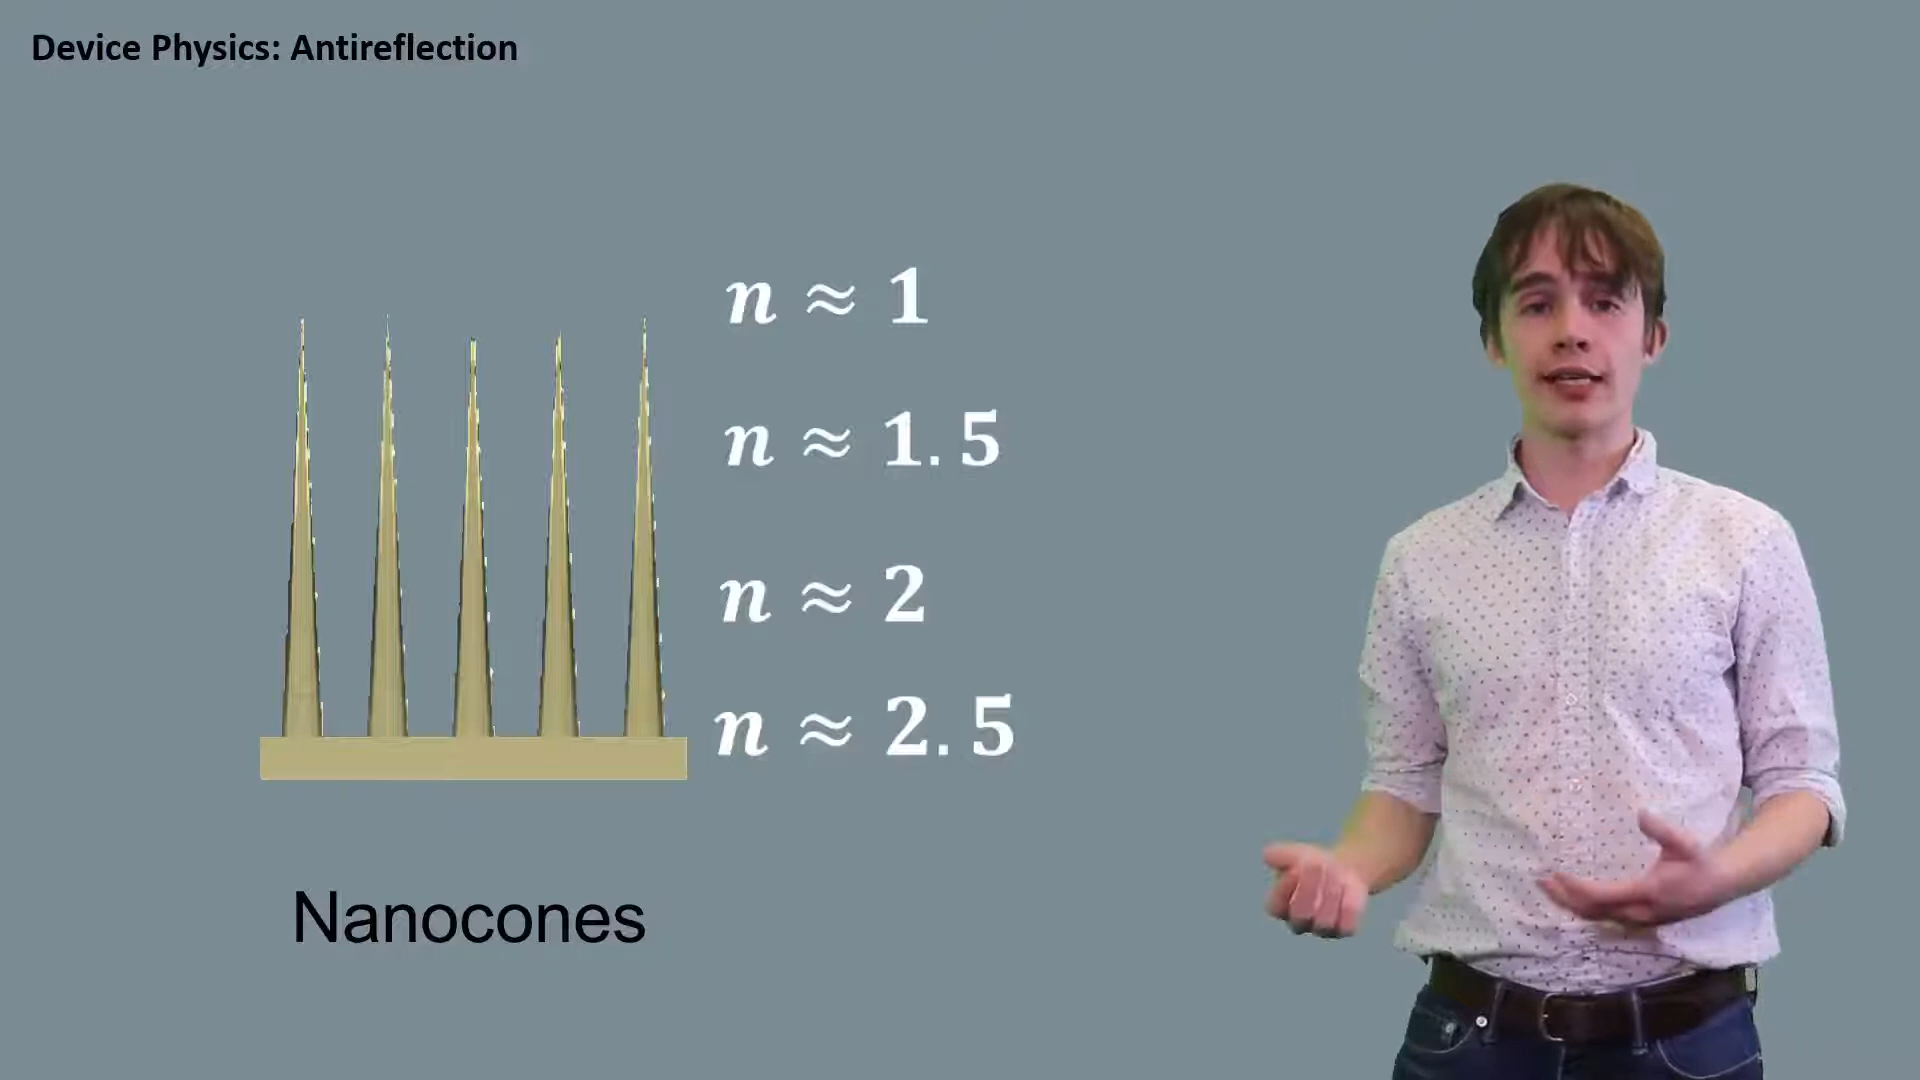 Device Physics: Antireflection
n ≈ 1
n ≈ 1.5
n ≈ 2
n ≈ 2.5
Nanocones